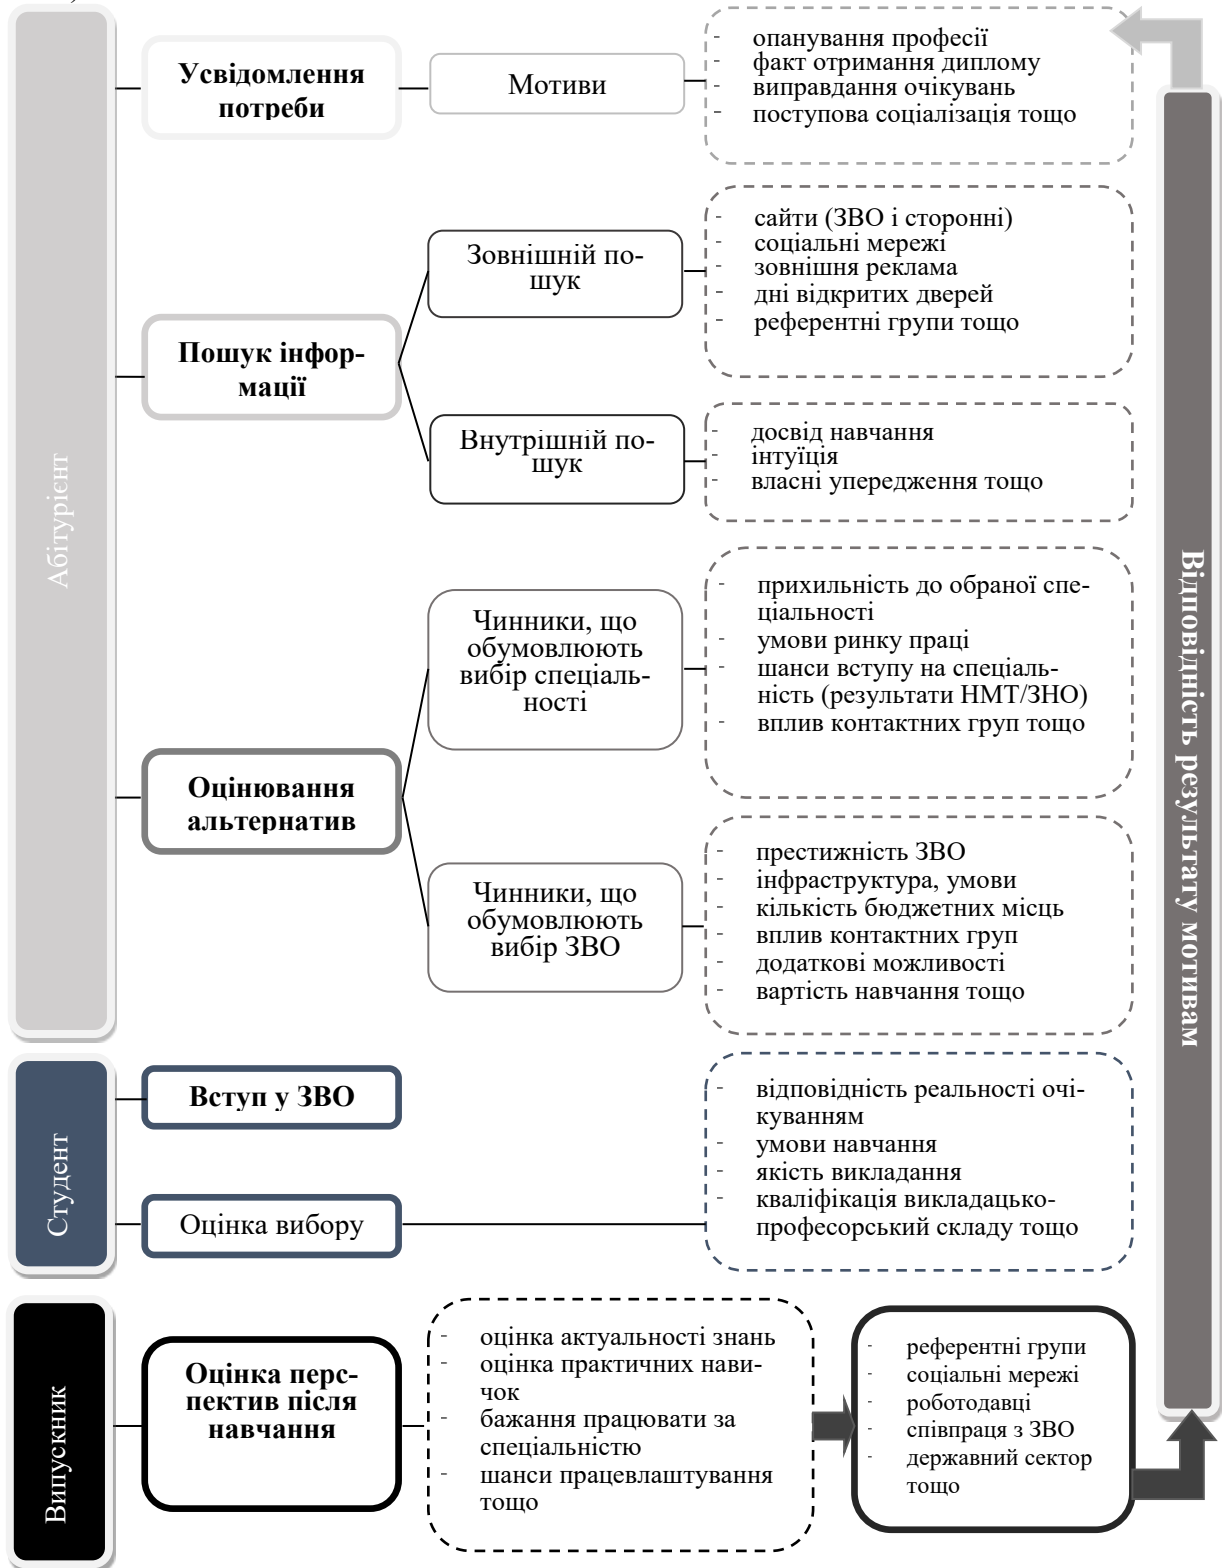 Абітурієнт
Усвідомлення
потреби
Мотиви
- опанування професії
- факт отримання диплому
- виправдання очікувань
- поступова соціалізація тощо
Пошук інфор-
мації
Зовнішній по-
шук
- сайти (ЗВО і сторонні)
- соціальні мережі
- зовнішня реклама
- дні відкритих дверей
- референтні групи тощо
Внутрішній по-
шук
- досвід навчання
- інтуїція
- власні упередження тощо
Оцінювання
альтернатив
Чинники, що
обумовлюють
вибір спеціаль-
ності
- прихильність до обраної спе-
ціальності
- умови ринку праці
- шанси вступу на спеціаль-
ність (результати НМТ/ЗНО)
- вплив контактних груп тощо
Чинники, що
обумовлюють
вибір ЗВО
- престижність ЗВО
- інфраструктура, умови
- кількість бюджетних місць
- вплив контактних груп
- додаткові можливості
- вартість навчання тощо
Студент
Вступ у ЗВО
Оцінка вибору
- відповідність реальності очі-
куванням
- умови навчання
- якість викладання
- кваліфікація викладацько-
професорський складу тощо
Випускник
Оцінка перс-
пектив після
навчання
- оцінка актуальності знань
- оцінка практичних нави-
чок
- бажання працювати за
спеціальністю
- шанси працевлаштування
тощо
- референтні групи
- соціальні мережі
- роботодавці
- співпраця з ЗВО
- державний сектор
тощо
Відповідність результату мотивам